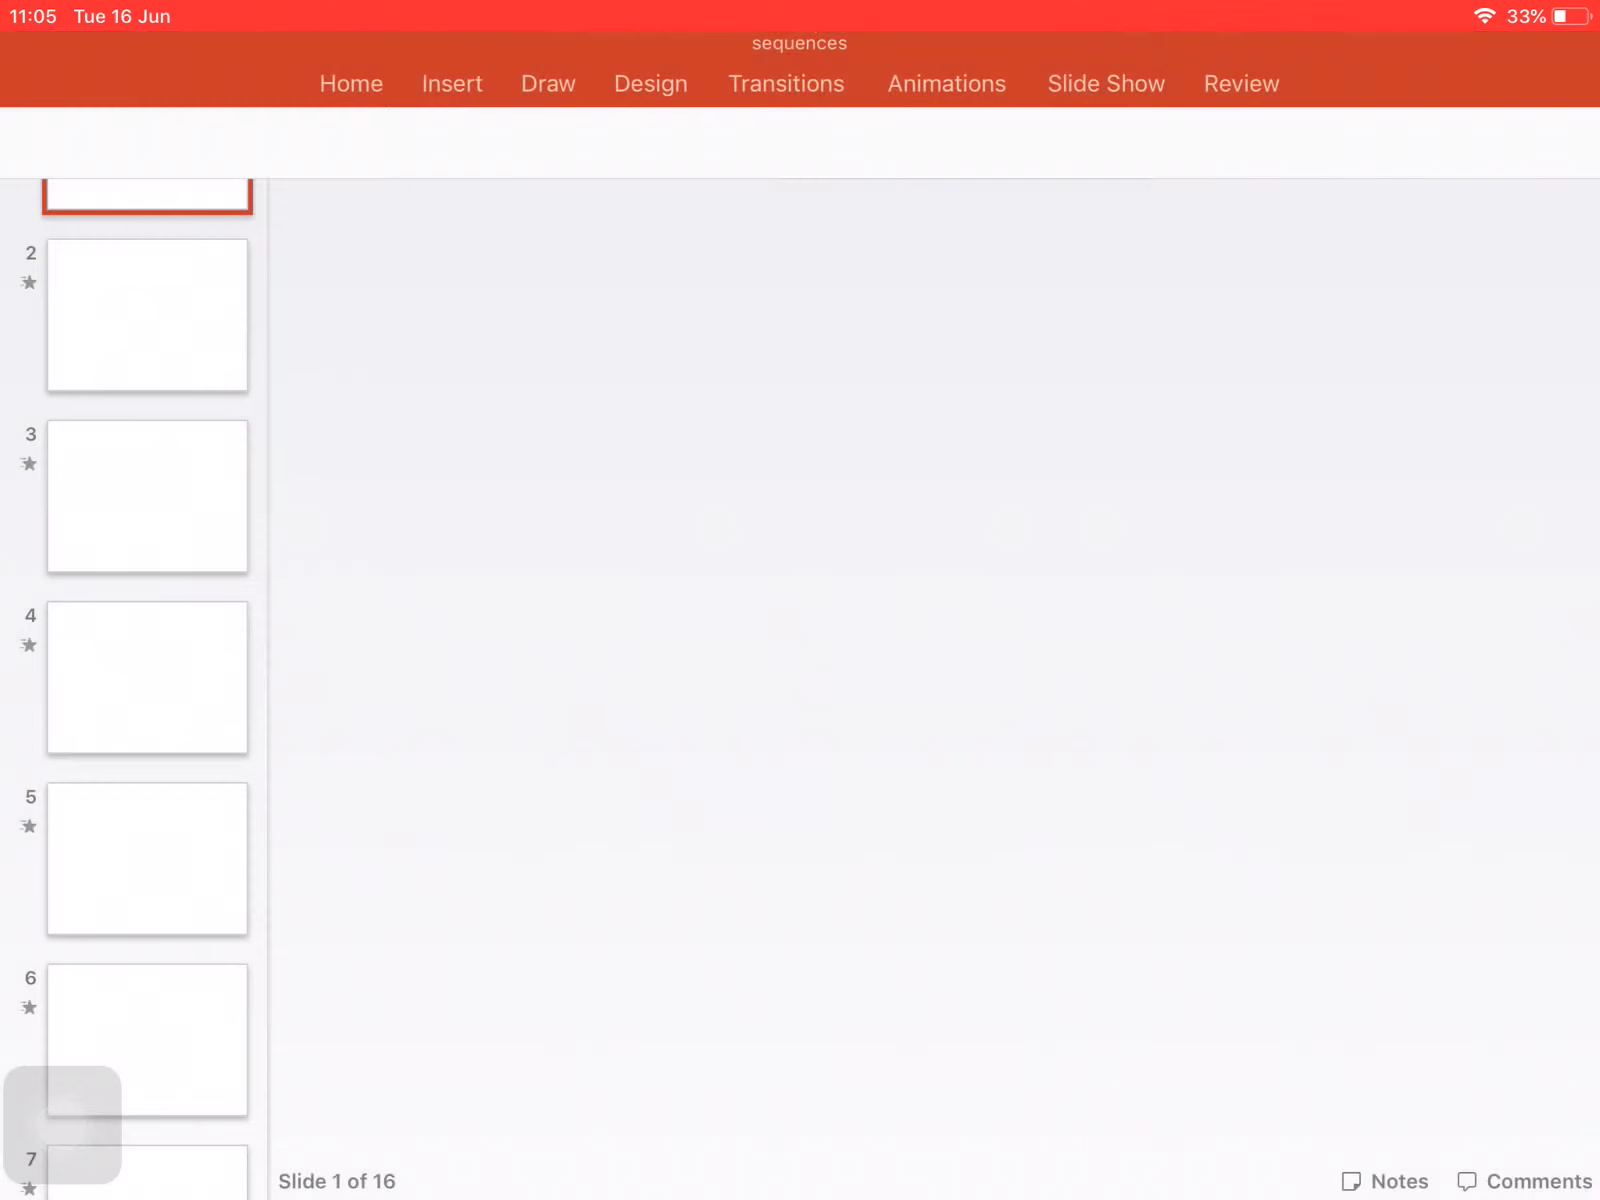 11:05 Tue 16 Jun 33%
sequences
Home Insert Draw Design Transitions Animations Slide Show Review
2
3
4
5
6
7
Slide 1 of 16 Notes Comments